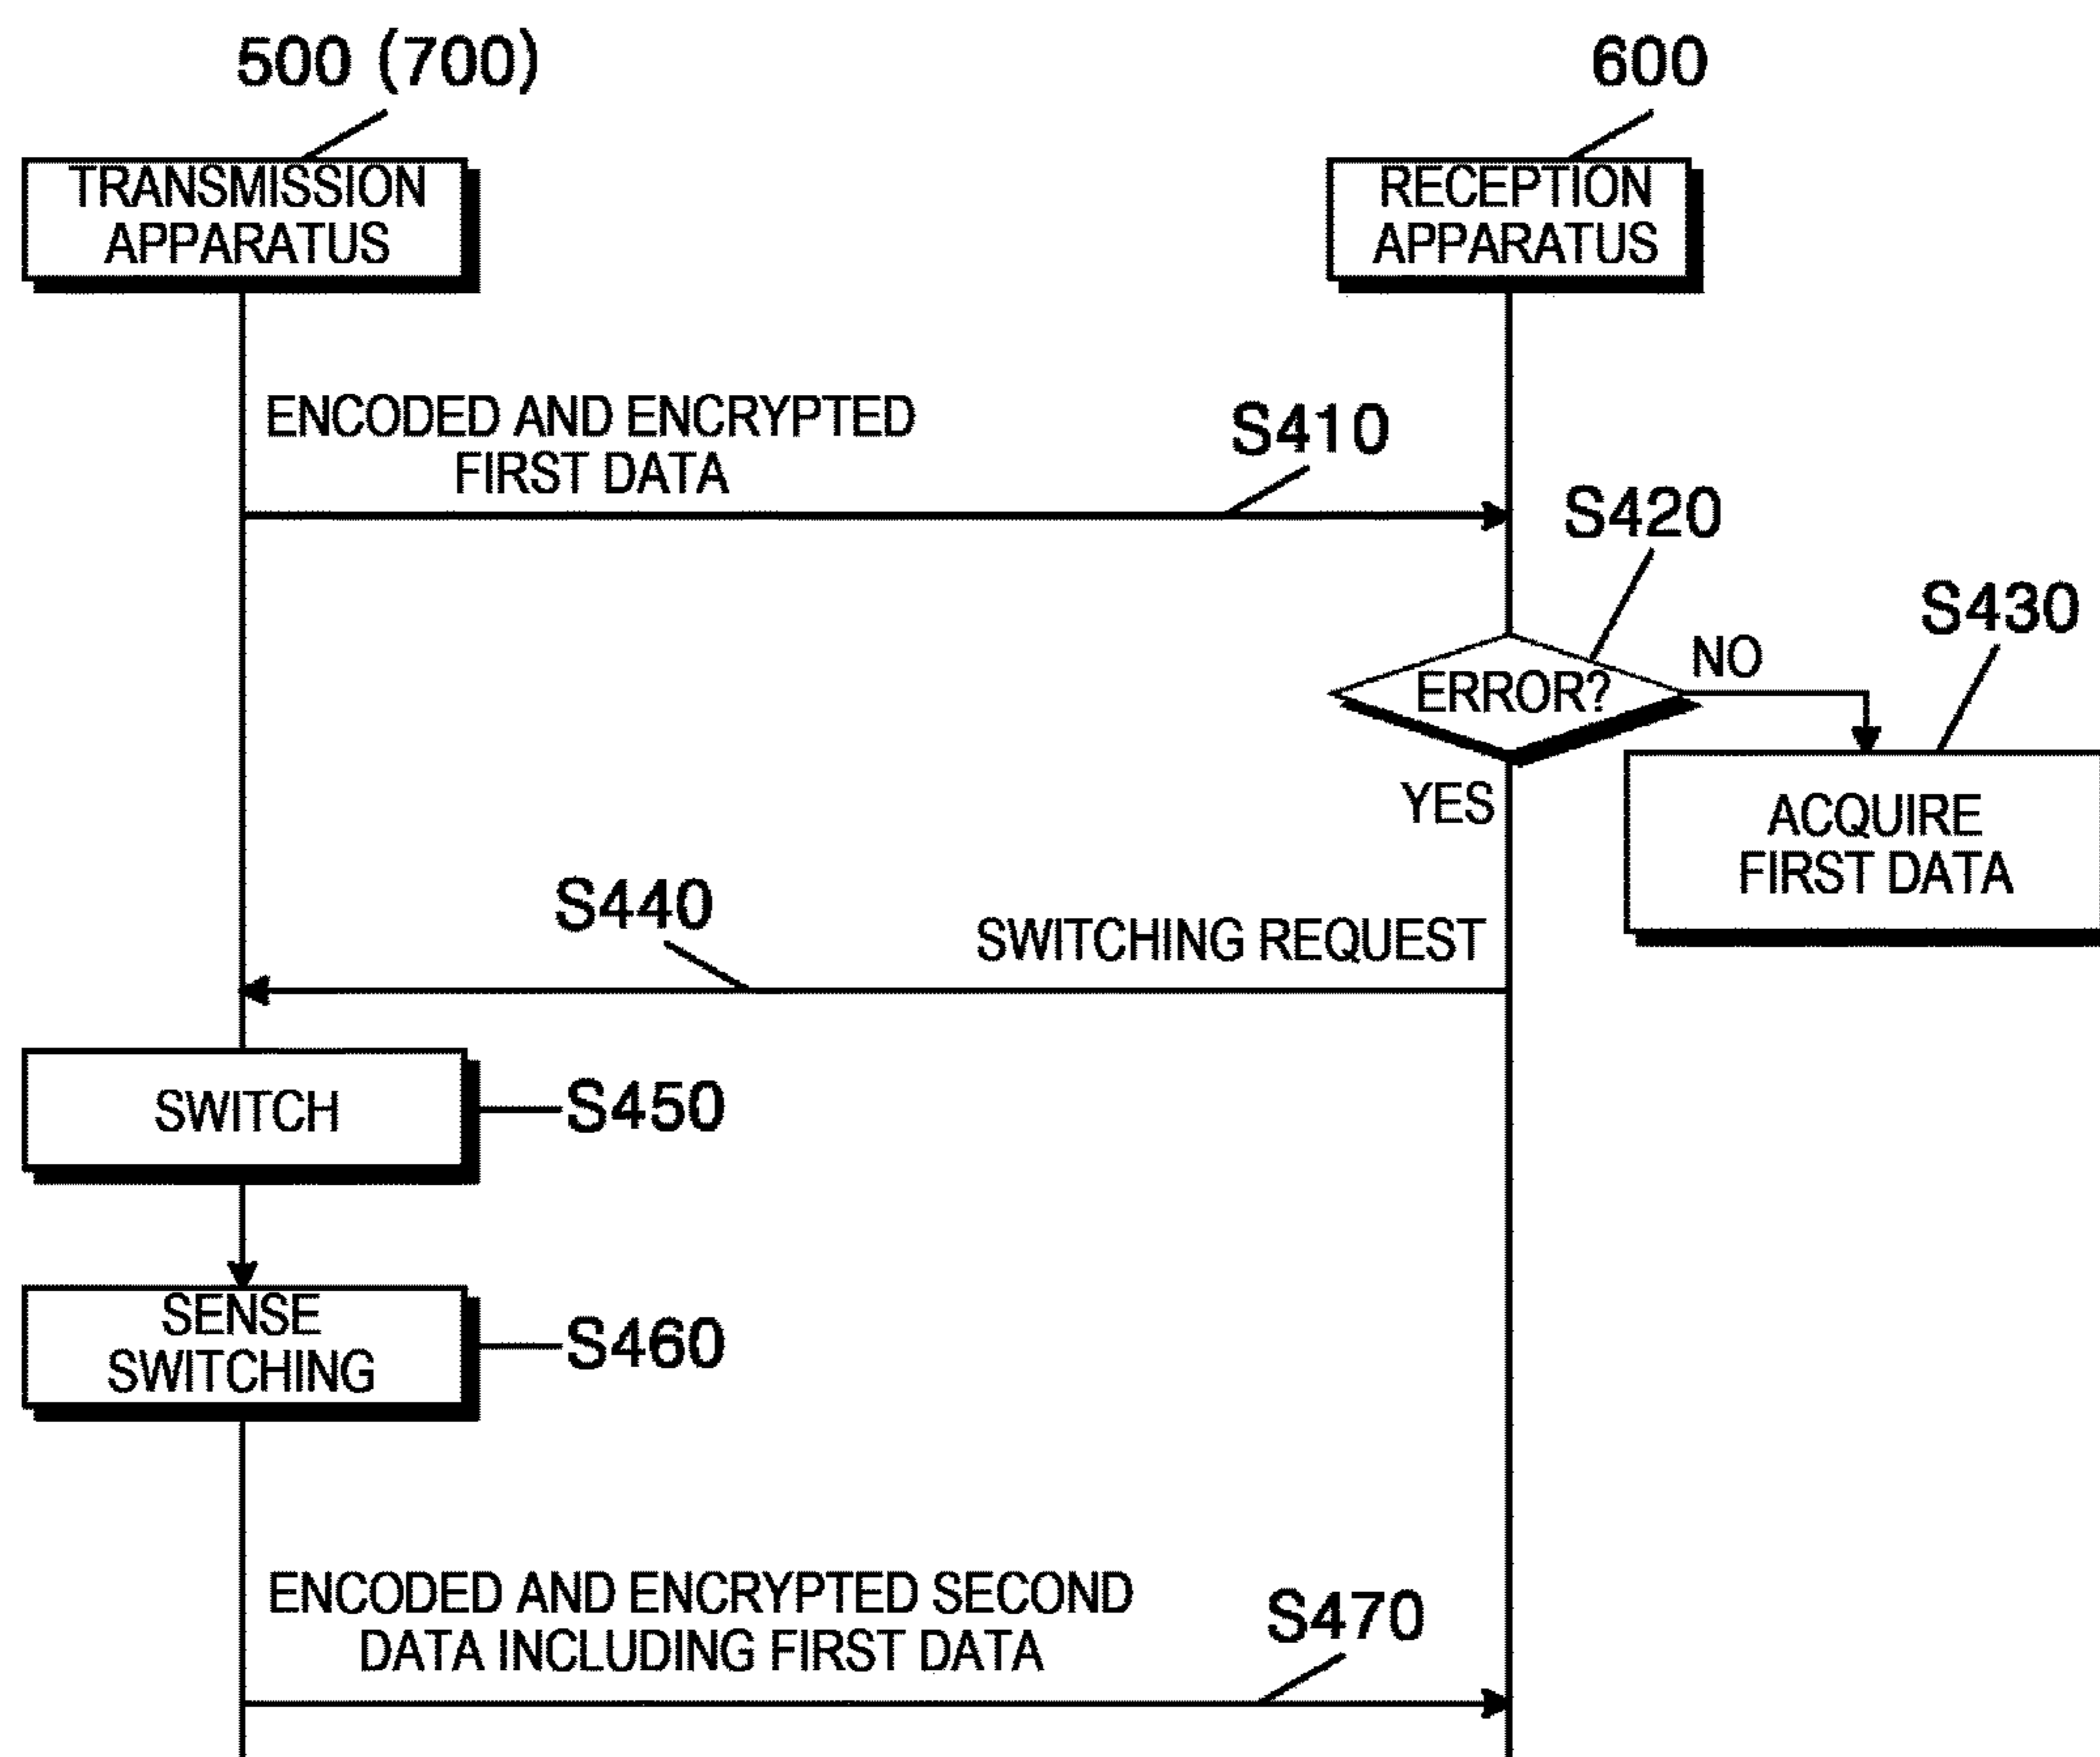 500 (700)
600
TRANSMISSION
APPARATUS
RECEPTION
APPARATUS
ENCODED AND ENCRYPTED
FIRST DATA
S410
S420
S430
ERROR?
NO
YES
ACQUIRE
FIRST DATA
S440
SWITCHING REQUEST
SWITCH
S450
SENSE
SWITCHING
S460
ENCODED AND ENCRYPTED SECOND
DATA INCLUDING FIRST DATA
S470